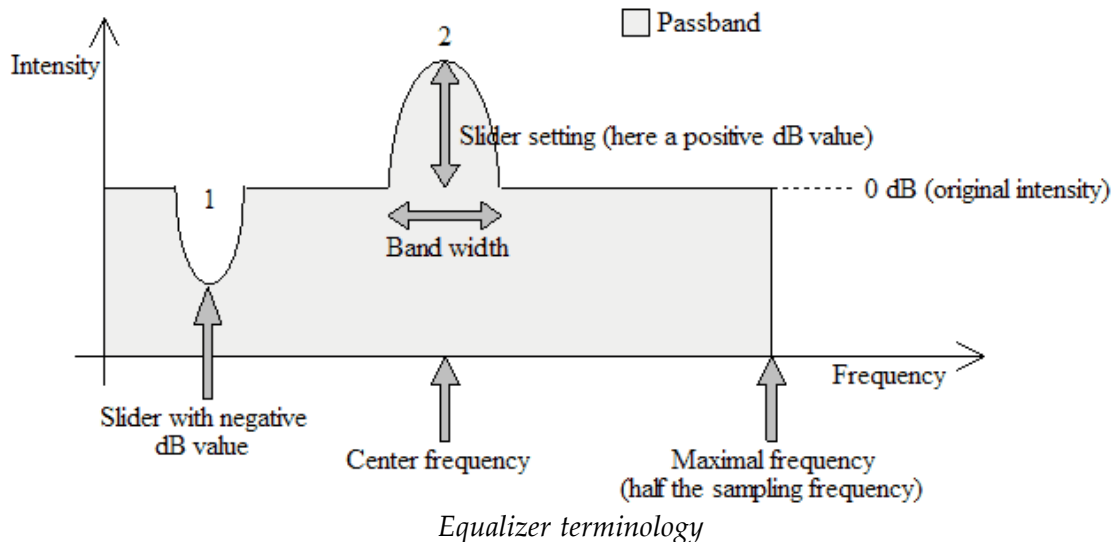 Passband
2
Intensity
Slider setting (here a positive dB value)
1
0 dB (original intensity)
Band width
Frequency
Slider with negative
dB value
Center frequency
Maximal frequency
(half the sampling frequency)
Equalizer terminology